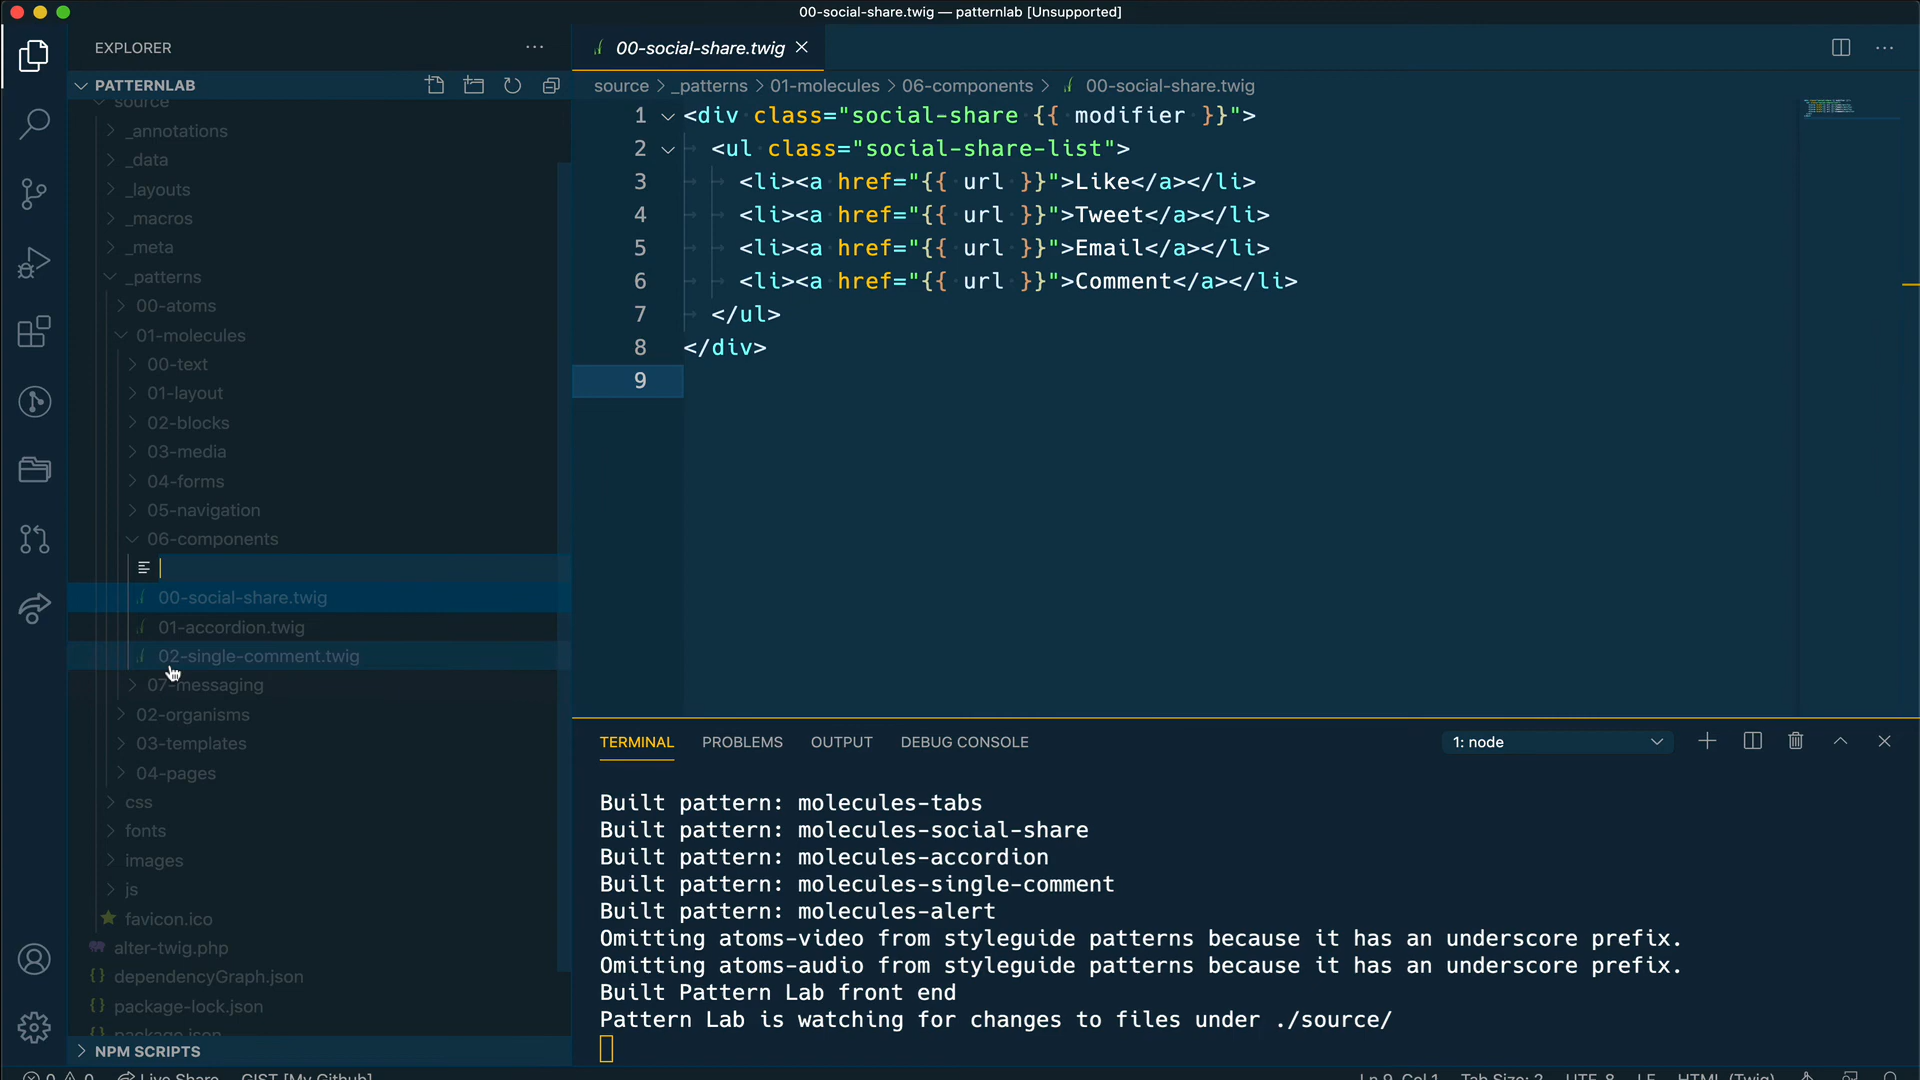 00-social-share.twig — patternlab [Unsupported]
EXPLORER
PATTERNLAB
source
_annotations
_data
_layouts
_macros
_meta
_patterns
00-atoms
01-molecules
00-text
01-layout
02-blocks
03-media
04-forms
05-navigation
06-components
00-social-share.twig
01-accordion.twig
02-single-comment.twig
07-messaging
02-organisms
03-templates
04-pages
css
fonts
images
js
favicon.ico
alter-twig.php
{} dependencyGraph.json
{} package-lock.json
{} package.json
NPM SCRIPTS
00-social-share.twig
source > _patterns > 01-molecules > 06-components > 00-social-share.twig
1 <div class="social-share {{ modifier }}">
2 <ul class="social-share-list">
3 <li><a href="{{ url }}">Like</a></li>
4 <li><a href="{{ url }}">Tweet</a></li>
5 <li><a href="{{ url }}">Email</a></li>
6 <li><a href="{{ url }}">Comment</a></li>
7 </ul>
8 </div>
9
TERMINAL PROBLEMS OUTPUT DEBUG CONSOLE 1: node
Built pattern: molecules-tabs
Built pattern: molecules-social-share
Built pattern: molecules-accordion
Built pattern: molecules-single-comment
Built pattern: molecules-alert
Omitting atoms-video from styleguide patterns because it has an underscore prefix.
Omitting atoms-audio from styleguide patterns because it has an underscore prefix.
Built Pattern Lab front end
Pattern Lab is watching for changes to files under ./source/
0 0 Live Share GIST [My Github] Ln 9, Col 1 Tab Size: 2 UTF-8 LF HTML (Twig)